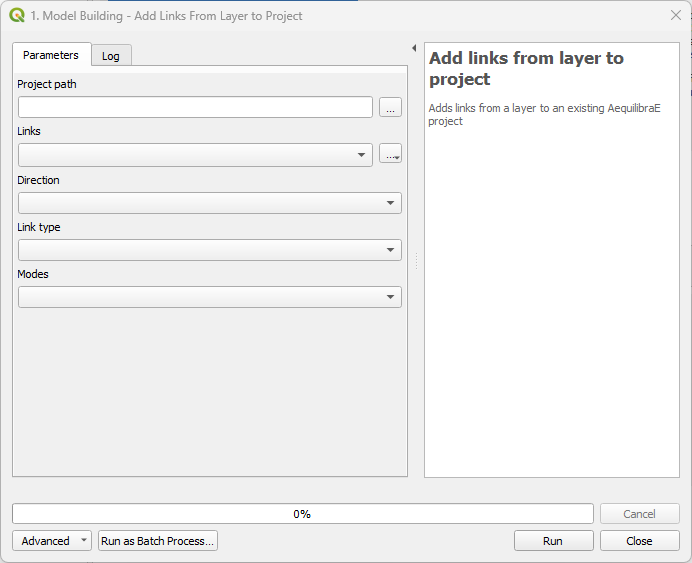 1. Model Building - Add Links From Layer to Project
Parameters
Log
Project path
...
Links
...
Direction
Link type
Modes
Add links from layer to
project
Adds links from a layer to an existing AequilibraE
project
0%
Cancel
Advanced
Run as Batch Process...
Run
Close